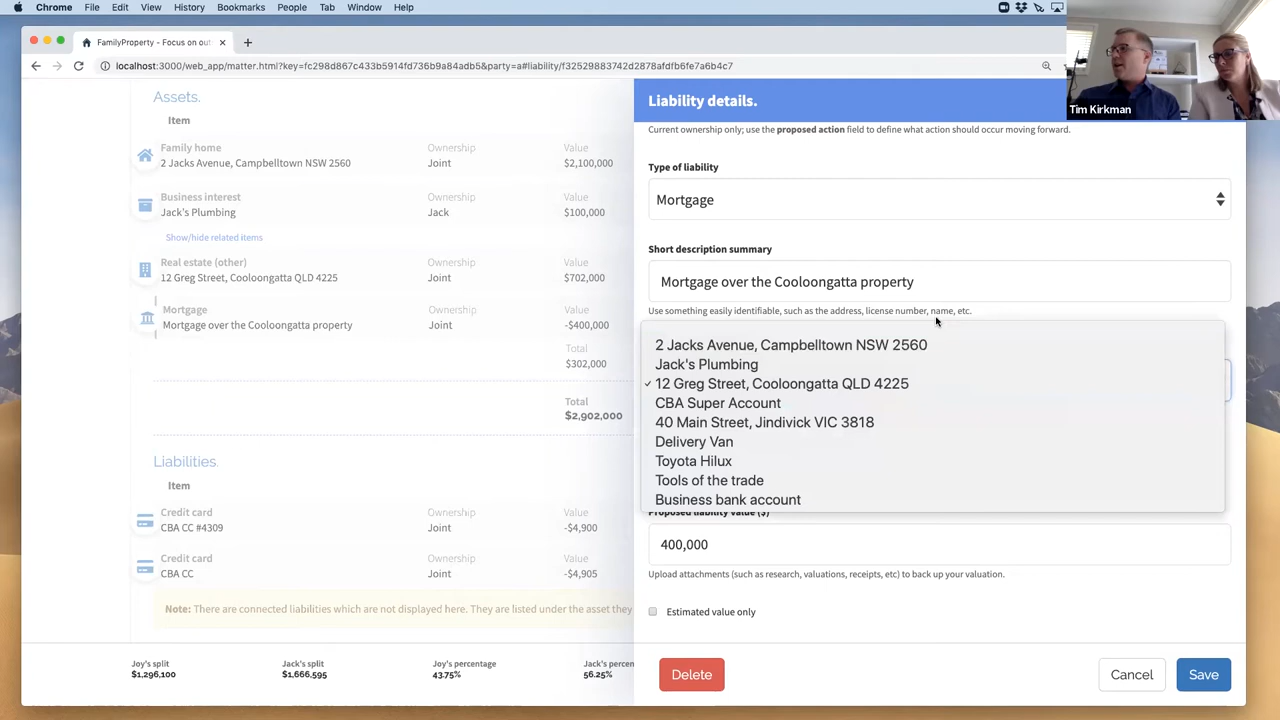 Chrome File Edit View History Bookmarks People Tab Window Help
FamilyProperty - Focus on out
localhost:3000/web_app/matter.html?key=fc298d867c433b5914fd736b9a84adb5&party=a#liability/f32529883742d2878afdfb6fe7a6b4c7
Tim Kirkman
Assets.
Item
Family home Ownership Value
2 Jacks Avenue, Campbelltown NSW 2560 Joint $2,100,000
Business interest Ownership Value
Jack's Plumbing Jack $100,000
Show/hide related items
Real estate (other) Ownership Value
12 Greg Street, Cooloongatta QLD 4225 Joint $702,000
Mortgage Ownership Value
Mortgage over the Cooloongatta property Joint -$400,000
Total
$302,000
Total
$2,902,000
Liabilities.
Item
Credit card Ownership Value
CBA CC #4309 Joint -$4,900
Credit card Ownership Value
CBA CC Joint -$4,905
Note: There are connected liabilities which are not displayed here. They are listed under the asset they
Joy's split Jack's split Joy's percentage Jack's percen
$1,296,100 $1,666,595 43.75% 56.25%
Liability details.
Current ownership only; use the proposed action field to define what action should occur moving forward.
Type of liability
Mortgage
Short description summary
Mortgage over the Cooloongatta property
Use something easily identifiable, such as the address, license number, name, etc.
2 Jacks Avenue, Campbelltown NSW 2560
Jack's Plumbing
✓ 12 Greg Street, Cooloongatta QLD 4225
CBA Super Account
40 Main Street, Jindivick VIC 3818
Delivery Van
Toyota Hilux
Tools of the trade
Business bank account
Proposed liability value ($)
400,000
Upload attachments (such as research, valuations, receipts, etc) to back up your valuation.
Estimated value only
Delete Cancel Save